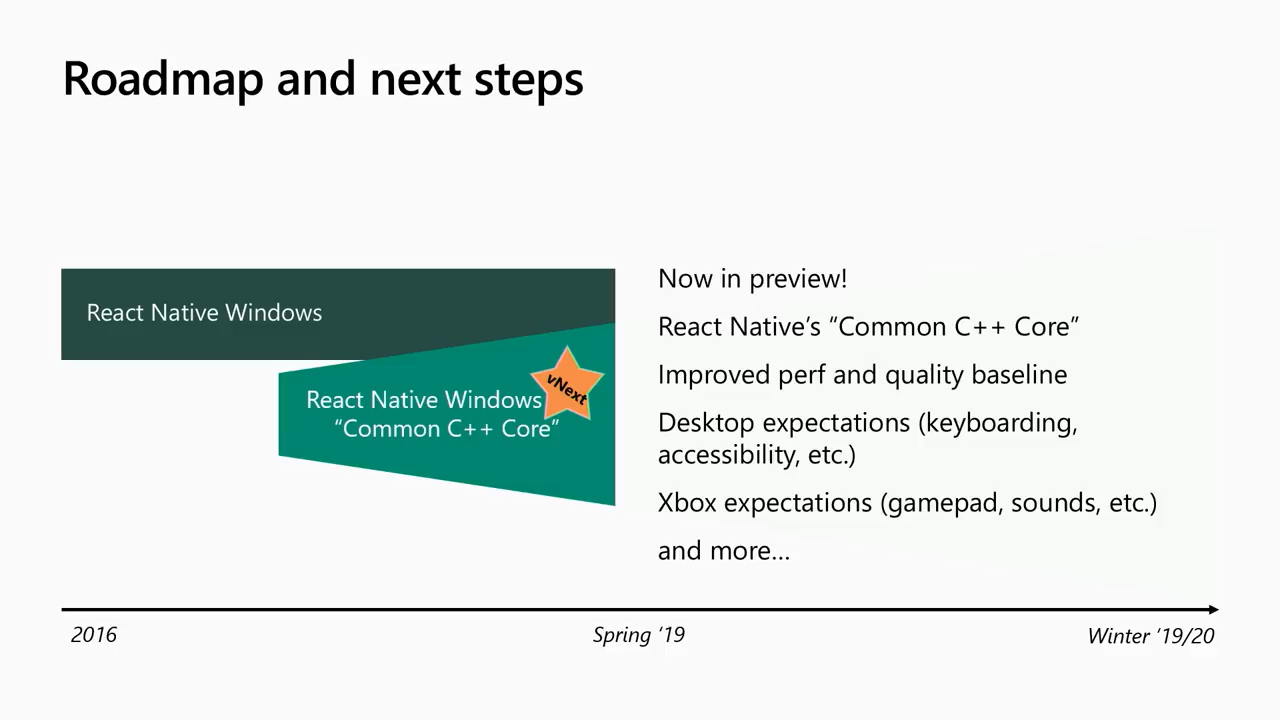 Roadmap and next steps
React Native Windows
React Native Windows
vNext
“Common C++ Core”
Now in preview!
React Native’s “Common C++ Core”
Improved perf and quality baseline
Desktop expectations (keyboarding,
accessibility, etc.)
Xbox expectations (gamepad, sounds, etc.)
and more…
2016
Spring ‘19
Winter ‘19/20